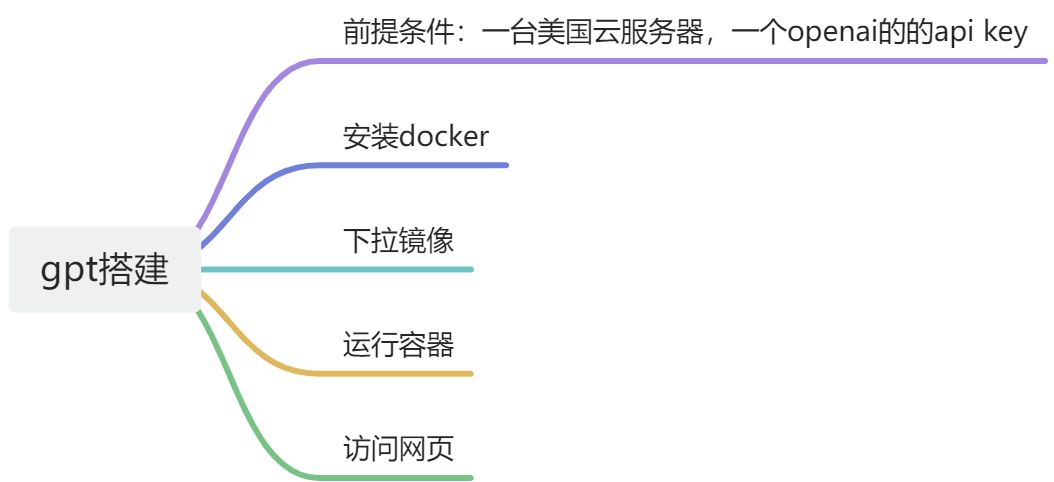 前提条件：一台美国云服务器，一个openai的的api key
安装docker
下拉镜像
gpt搭建
运行容器
访问网页